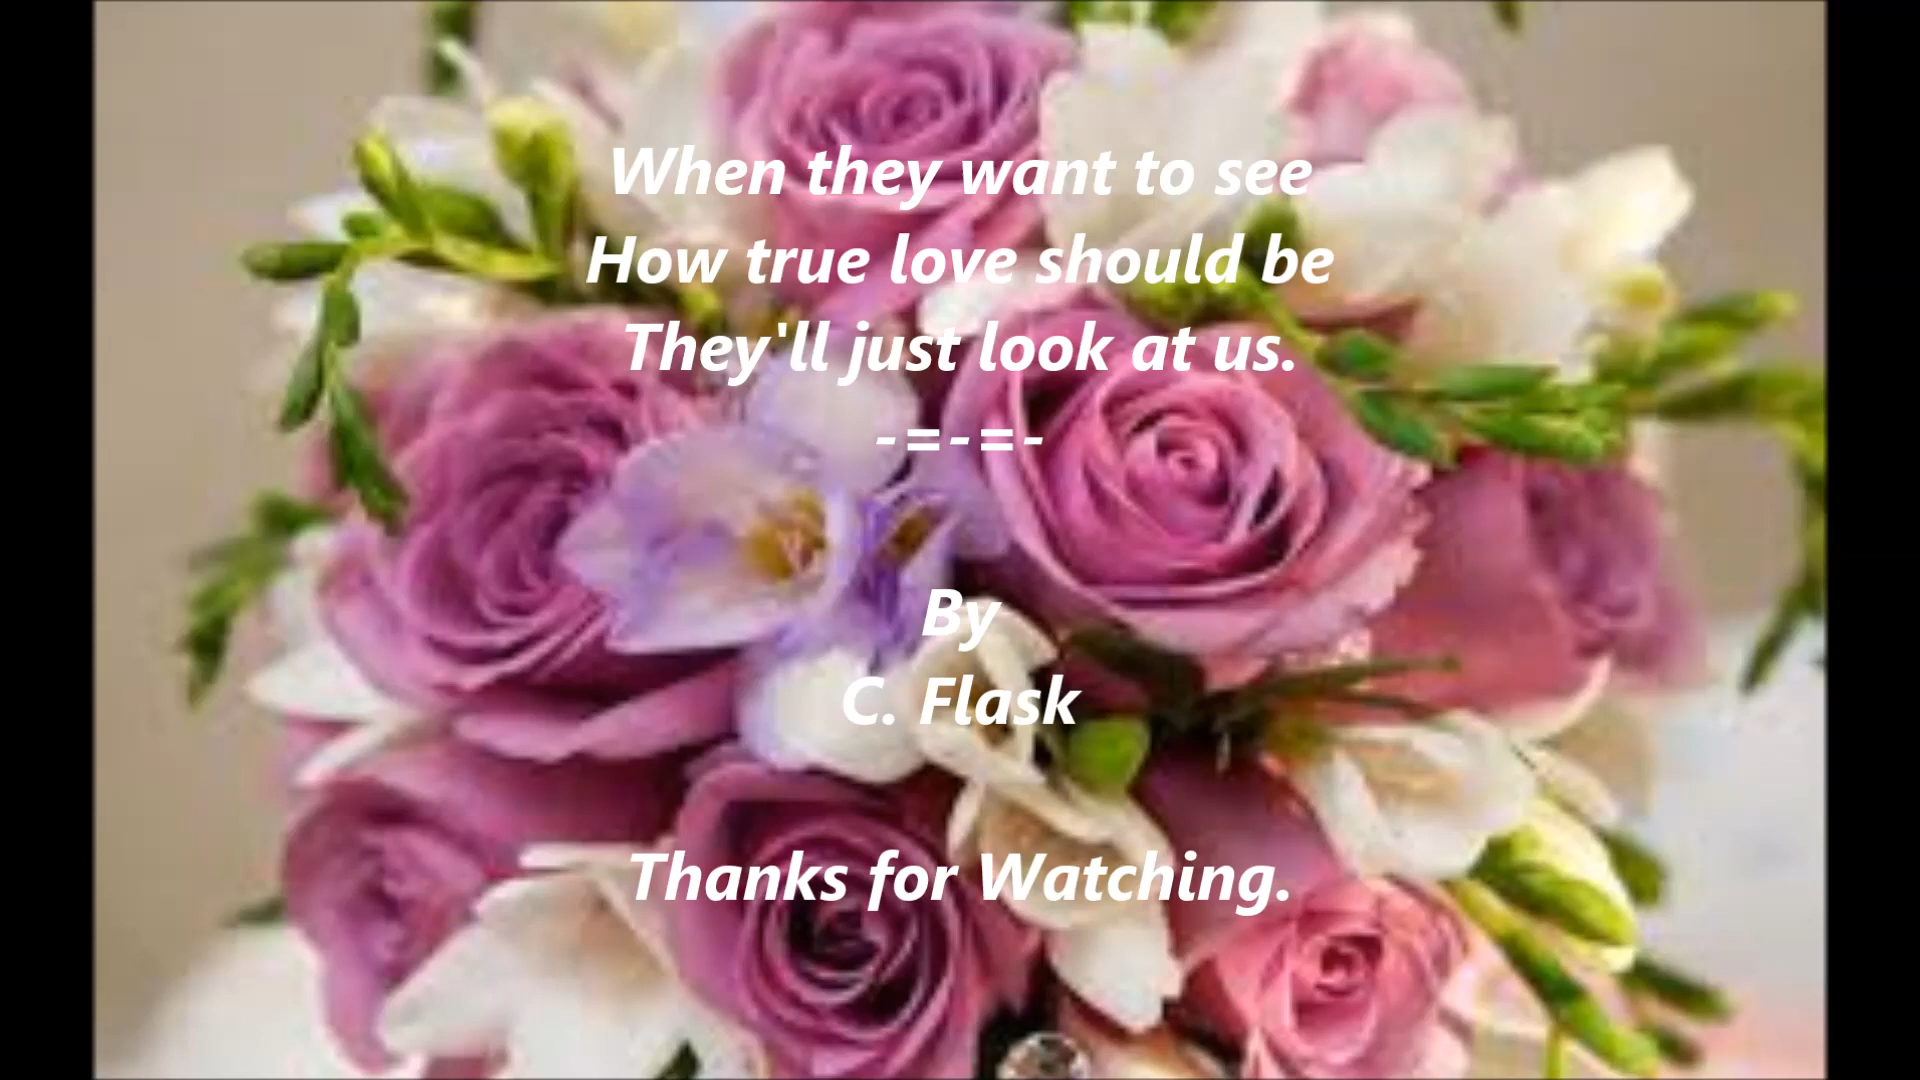 When they want to see
How true love should be
They'll just look at us.
-=-=-
By
C. Flask
Thanks for Watching.